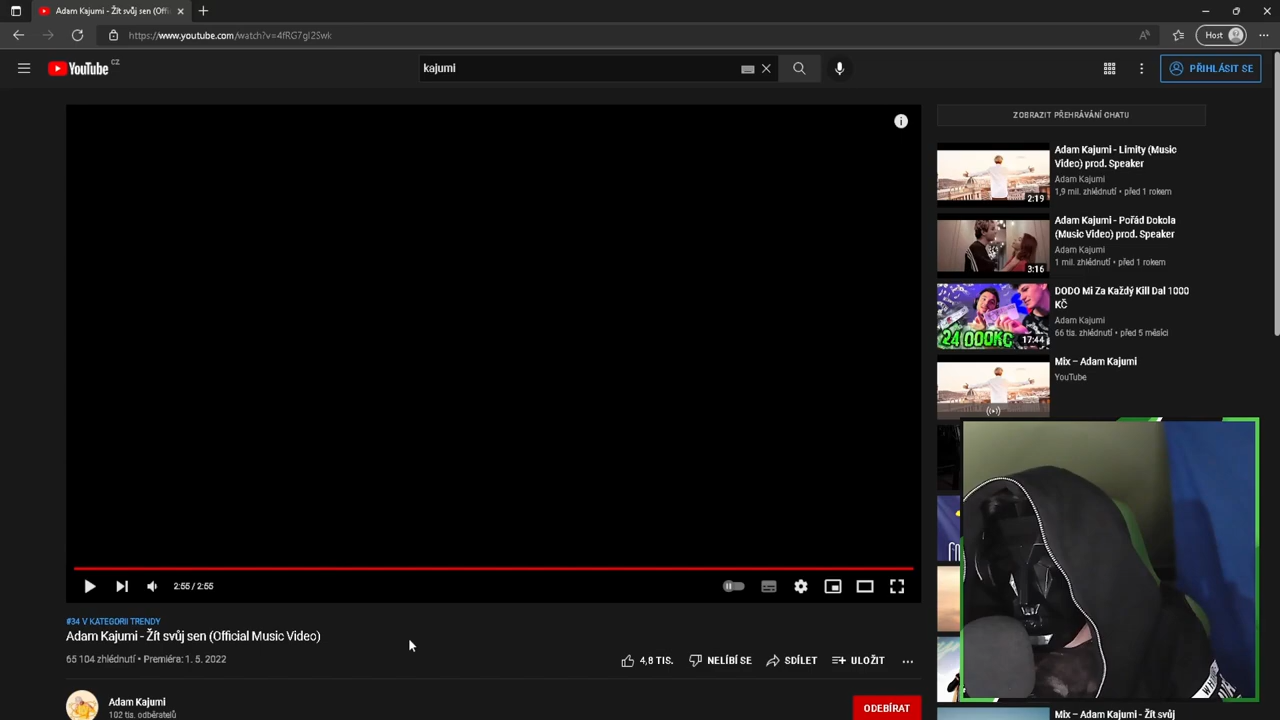 Adam Kajumi - Žít svůj sen (Offi
https://www.youtube.com/watch?v=4fRG7gI2Swk
Host
YouTube CZ
kajumi
PŘIHLÁSIT SE
ZOBRAZIT PŘEHRÁVÁNÍ CHATU
Adam Kajumi - Limity (Music
Video) prod. Speaker
Adam Kajumi
1,9 mil. zhlédnutí • před 1 rokem
2:19
Adam Kajumi - Pořád Dokola
(Music Video) prod. Speaker
Adam Kajumi
1 mil. zhlédnutí • před 1 rokem
3:16
DODO Mi Za Každý Kill Dal 1000
KČ
Adam Kajumi
66 tis. zhlédnutí • před 5 měsíci
24 000KČ
17:44
Mix – Adam Kajumi
YouTube
2:55 / 2:55
#34 V KATEGORII TRENDY
Adam Kajumi - Žít svůj sen (Official Music Video)
65 104 zhlédnutí • Premiéra: 1. 5. 2022
4,8 TIS.
NELÍBÍ SE
SDÍLET
ULOŽIT
Adam Kajumi
102 tis. odběratelů
ODEBÍRAT
Mix – Adam Kajumi - Žít svůj